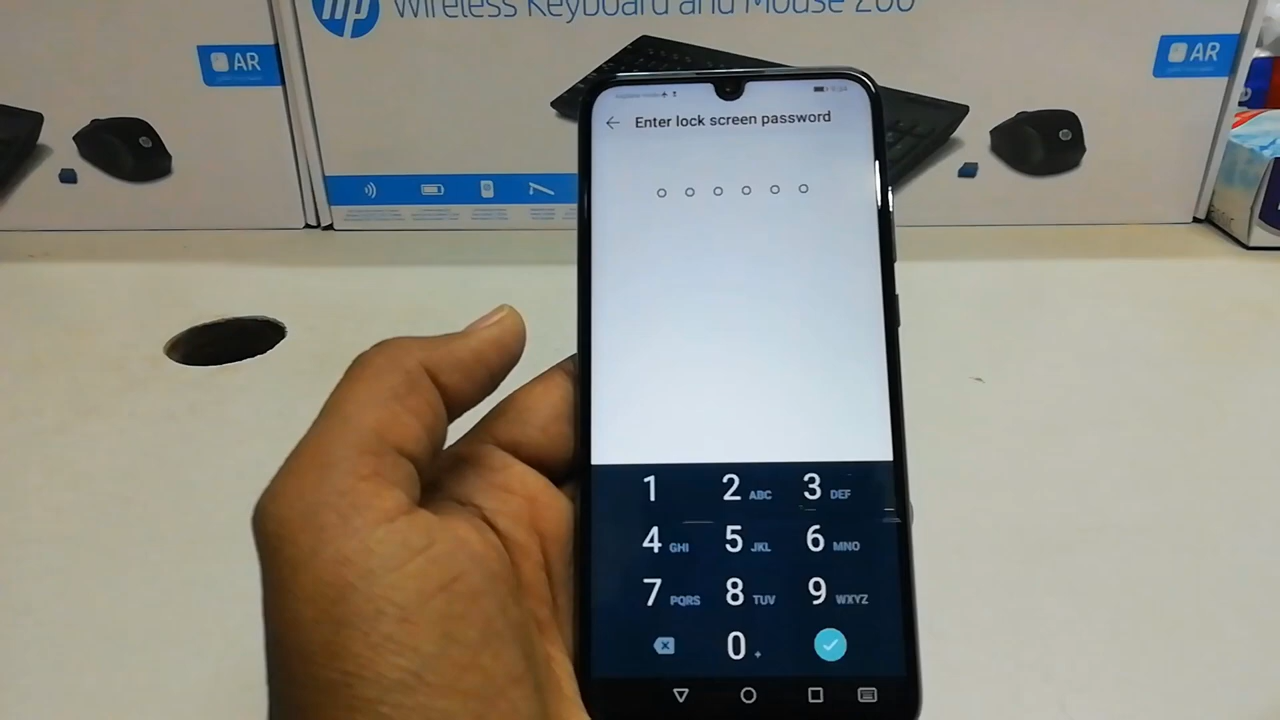 hp Wireless Keyboard and Mouse 200
AR
AR
Enter lock screen password
1
2 ABC
3 DEF
4 GHI
5 JKL
6 MNO
7 PQRS
8 TUV
9 WXYZ
0 +